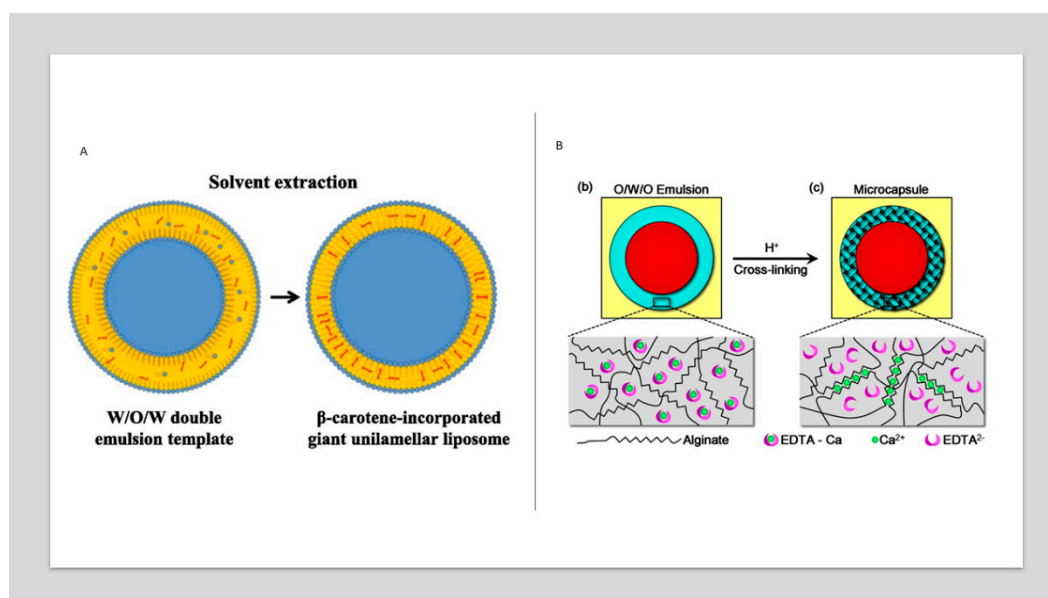 A
Solvent extraction
W/O/W double
emulsion template
β-carotene-incorporated
giant unilamellar liposome
B
(b) O/W/O Emulsion
(c) Microcapsule
H⁺
Cross-linking
Alginate EDTA - Ca Ca²⁺ EDTA²⁻